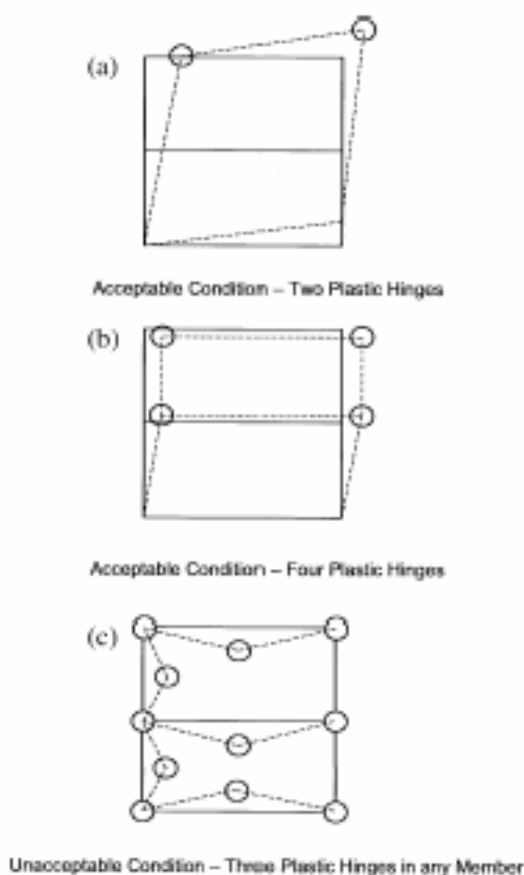 (a)
Acceptable Condition – Two Plastic Hinges
(b)
Acceptable Condition – Four Plastic Hinges
(c)
Unacceptable Condition – Three Plastic Hinges in any Member